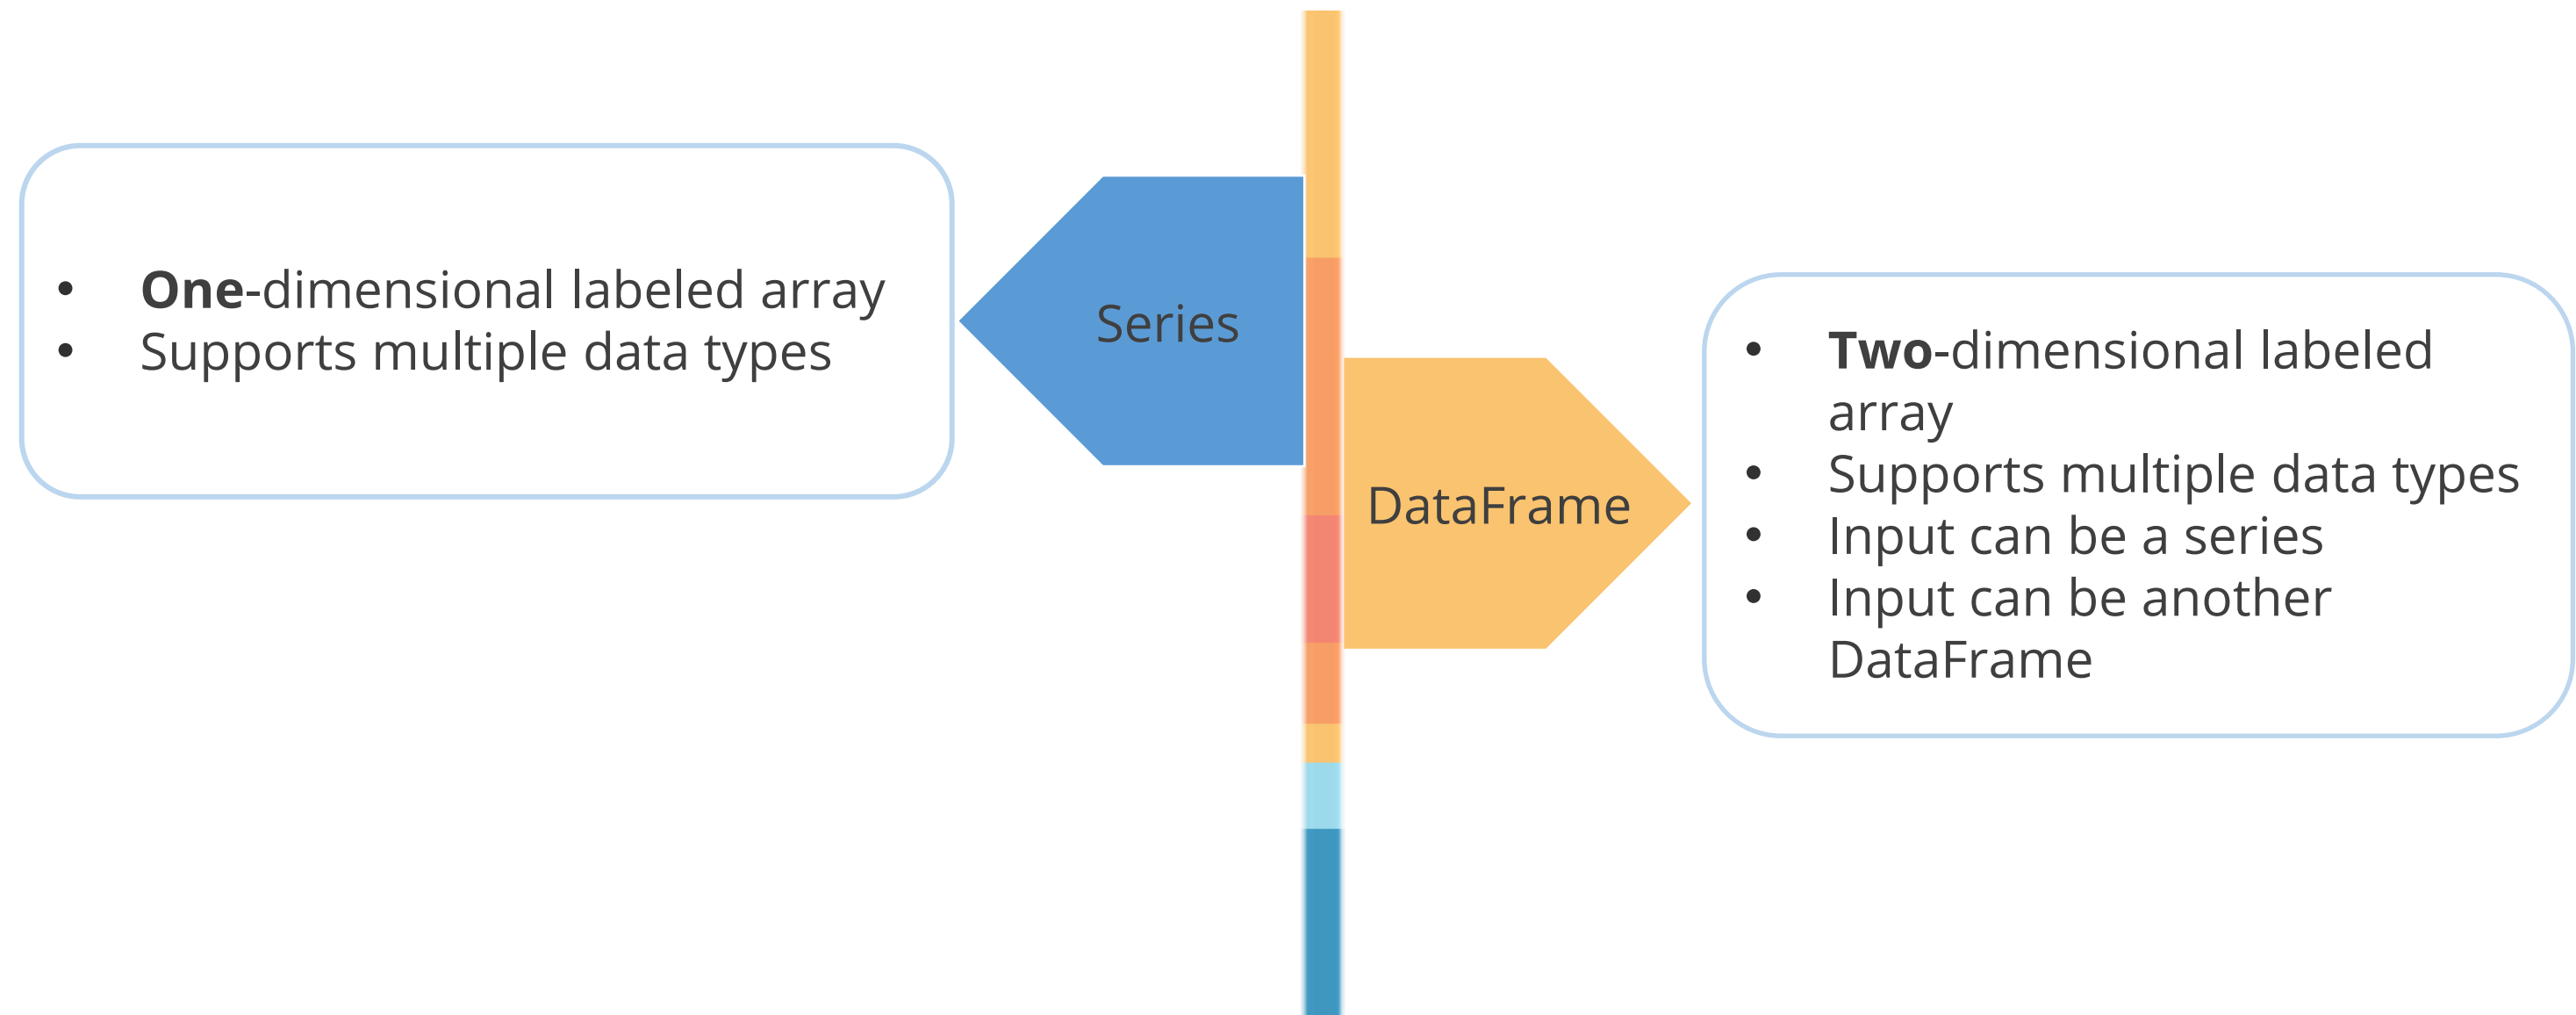 • One-dimensional labeled array
• Supports multiple data types
Series
DataFrame
• Two-dimensional labeled
array
• Supports multiple data types
• Input can be a series
• Input can be another
DataFrame